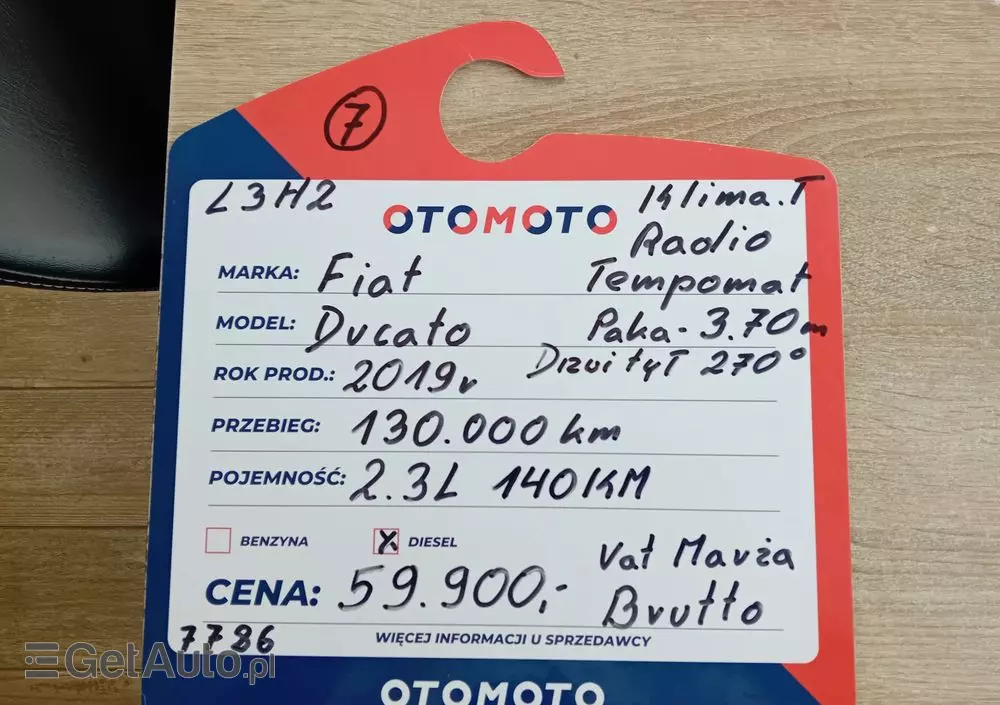 7
L3H2
OTOMOTO
Klima.T
Radio
MARKA: Fiat
Tempomat
MODEL: Ducato
Paka - 3.70m
ROK PROD.: 2019r
Drzwi tył 270°
PRZEBIEG: 130.000 km
POJEMNOŚĆ: 2.3L 140KM
BENZYNA
X DIESEL
Vat Marża
CENA: 59.900,-
Brutto
7786
WIĘCEJ INFORMACJI U SPRZEDAWCY
GetAuto.pl
OTOMOTO